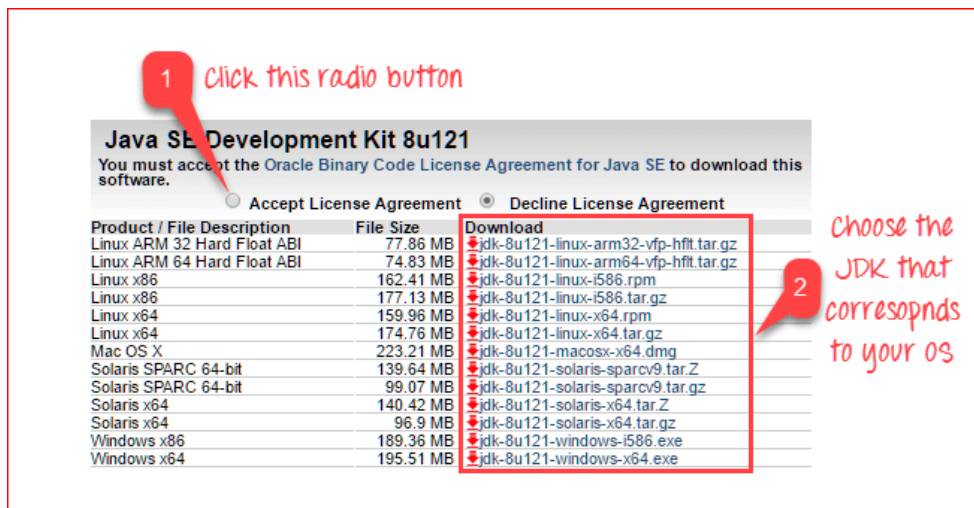 1
Click this radio button
Java SE Development Kit 8u121
You must accept the Oracle Binary Code License Agreement for Java SE to download this
software.
Accept License Agreement Decline License Agreement
Product / File Description File Size Download
Linux ARM 32 Hard Float ABI 77.86 MB jdk-8u121-linux-arm32-vfp-hflt.tar.gz
Linux ARM 64 Hard Float ABI 74.83 MB jdk-8u121-linux-arm64-vfp-hflt.tar.gz
Linux x86 162.41 MB jdk-8u121-linux-i586.rpm
Linux x86 177.13 MB jdk-8u121-linux-i586.tar.gz
Linux x64 159.96 MB jdk-8u121-linux-x64.rpm
Linux x64 174.76 MB jdk-8u121-linux-x64.tar.gz
Mac OS X 223.21 MB jdk-8u121-macosx-x64.dmg
Solaris SPARC 64-bit 139.64 MB jdk-8u121-solaris-sparcv9.tar.Z
Solaris SPARC 64-bit 99.07 MB jdk-8u121-solaris-sparcv9.tar.gz
Solaris x64 140.42 MB jdk-8u121-solaris-x64.tar.Z
Solaris x64 96.9 MB jdk-8u121-solaris-x64.tar.gz
Windows x86 189.36 MB jdk-8u121-windows-i586.exe
Windows x64 195.51 MB jdk-8u121-windows-x64.exe
2
Choose the
JDK that
corresopnds
to your OS